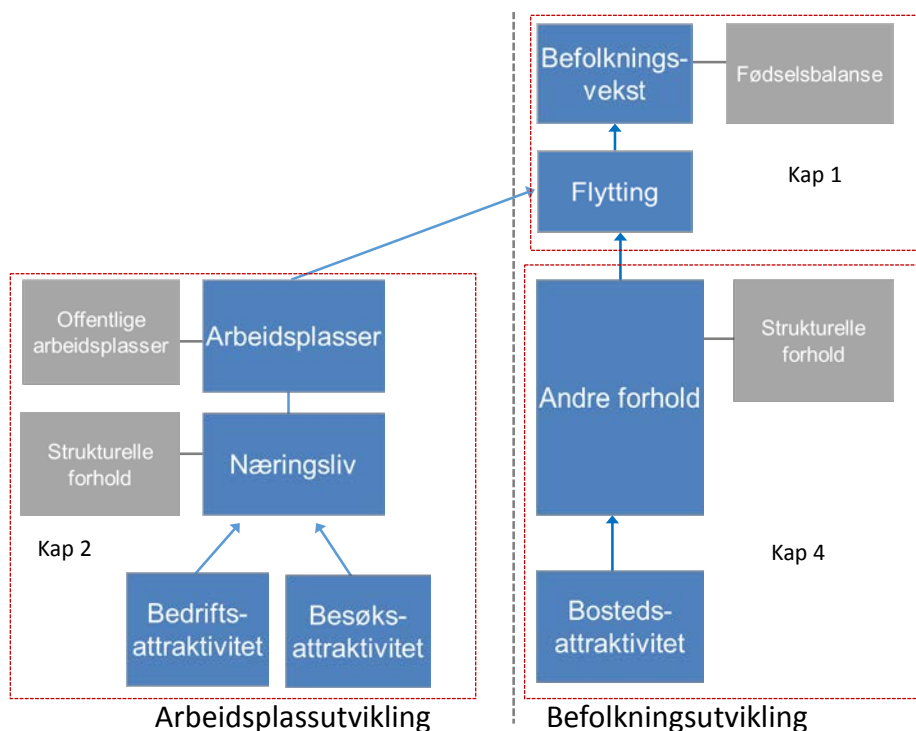 Befolknings-
vekst
Fødselsbalanse
Kap 1
Flytting
Offentlige
arbeidsplasser
Arbeidsplasser
Strukturelle
forhold
Næringsliv
Kap 2
Bedrifts-
attraktivitet
Besøks-
attraktivitet
Andre forhold
Strukturelle
forhold
Kap 4
Bosteds-
attraktivitet
Arbeidsplassutvikling
Befolkningsutvikling